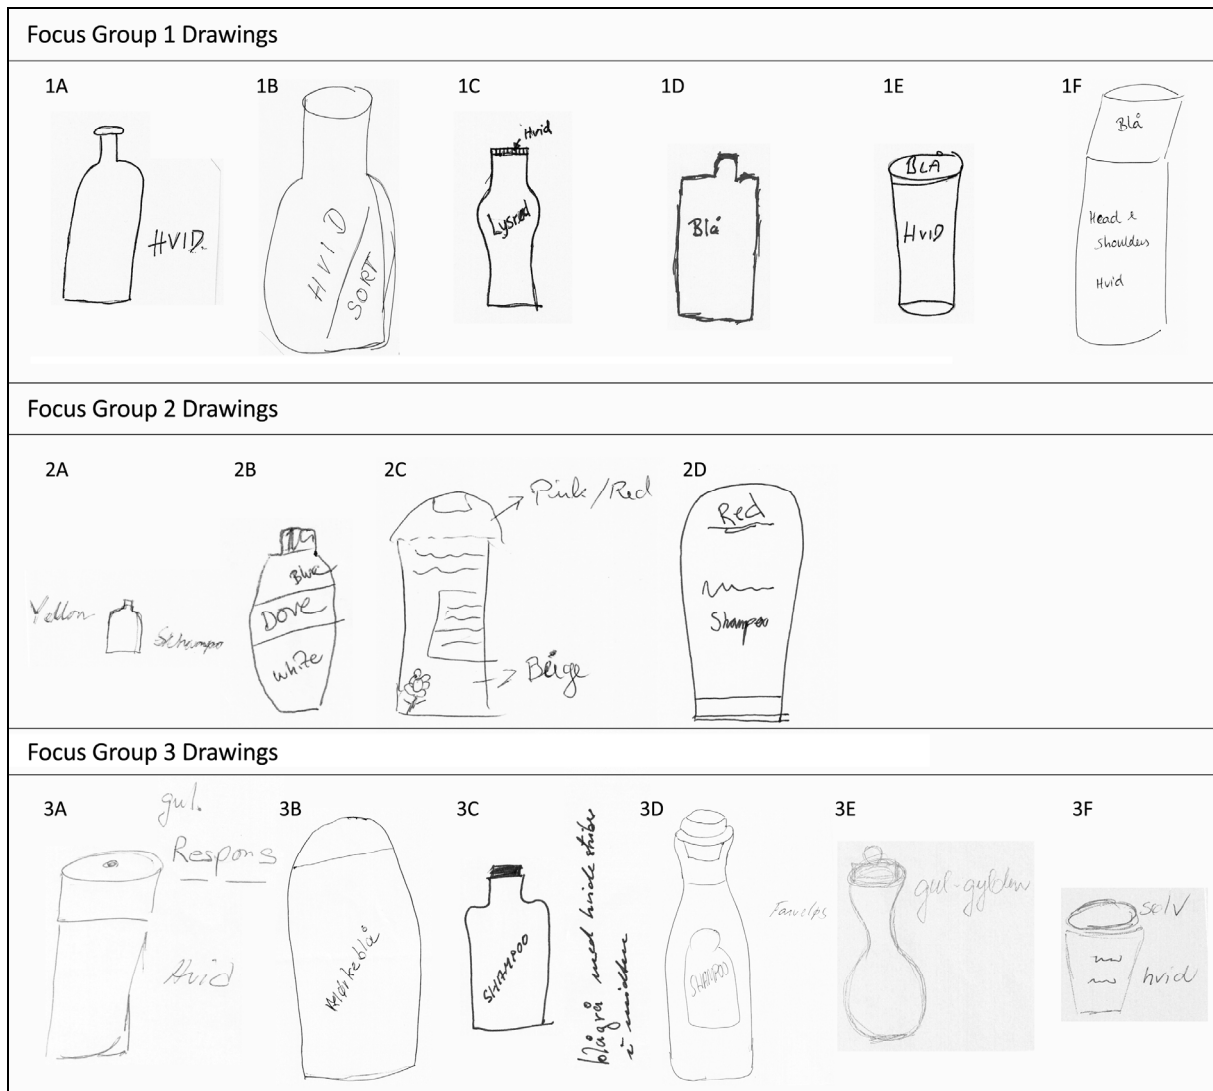 Focus Group 1 Drawings
1A
1B
1C
1D
1E
1F
HVID.
HVID
SORT
Hvid
Lysrød
Blå
BLÅ
HVID
Blå
Head &
Shoulders
Hvid
Focus Group 2 Drawings
2A
2B
2C
2D
Yellow
Shampo
Blue
Dove
White
Pink/Red
Beige
Red
Shampoo
Focus Group 3 Drawings
3A
3B
3C
3D
3E
3F
gul.
Respons
Hvid
Mørkeblå
SHAMPOO
blågrå med hvide striber
i midten
SHAMPOO
Farveløs
gul-gylden
sølv
hvid